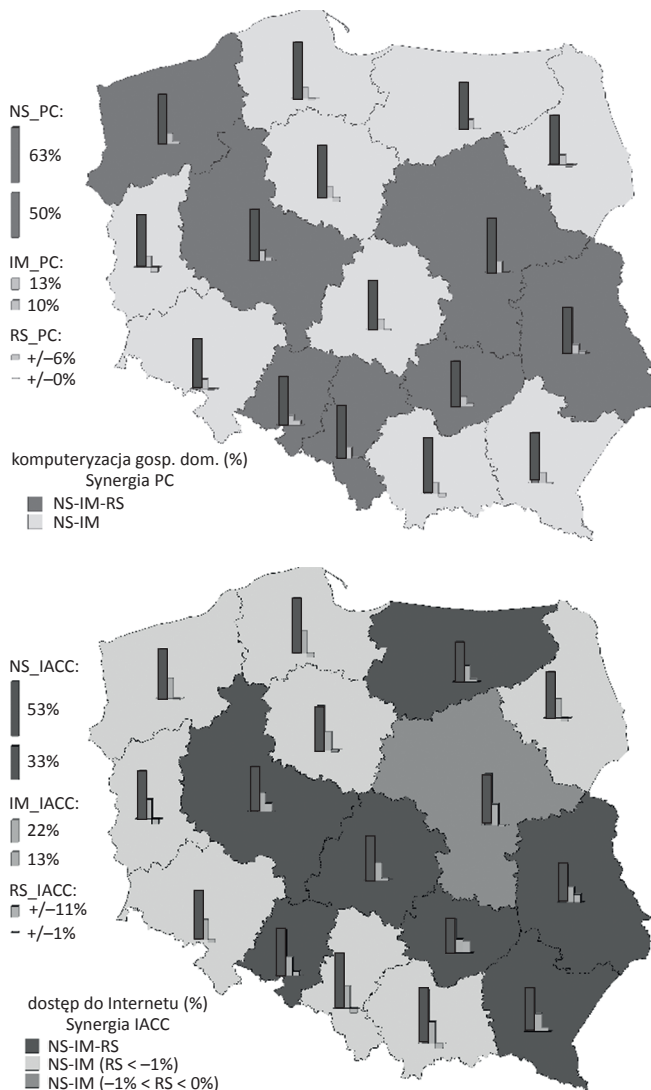 NS_PC:
63%
50%
IM_PC:
13%
10%
RS_PC:
+/–6%
+/–0%
komputeryzacja gosp. dom. (%)
Synergia PC
NS-IM-RS
NS-IM
NS_IACC:
53%
33%
IM_IACC:
22%
13%
RS_IACC:
+/–11%
+/–1%
dostęp do Internetu (%)
Synergia IACC
NS-IM-RS
NS-IM (RS < –1%)
NS-IM (–1% < RS < 0%)